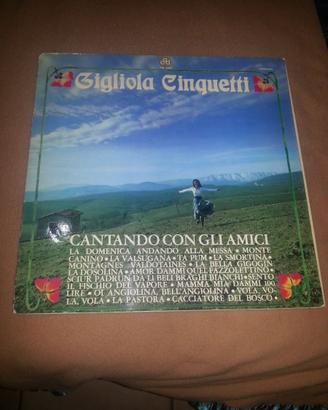 Gigliola Cinquetti
CANTANDO CON GLI AMICI
LA DOMENICA ANDANDO ALLA MESSA • MONTE
CANINO • LA VALSUGANA • TA PUM • LA SMORTINA •
MONTAGNES VALDOTAINES • LA BELLA GIGOGIN
LA DOSOLINA • AMOR DAMMI QUEL FAZZOLETTINO •
SCIUR PADRUN DA LI BELI BRAGHI BIANCHI • SENTO
IL FISCHIO DEL VAPORE • MAMMA MIA DAMMI 100
LIRE • OI ANGIOLINA, BELL'ANGIOLINA • VOLA, VO-
LA, VOLA • LA PASTORA • CACCIATORE DEL BOSCO •